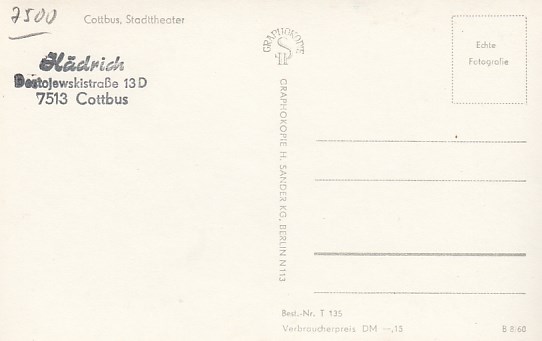 7500
Cottbus, Stadttheater
Hädrich
Dostojewskistraße 13 D
7513 Cottbus
GRAPHOKOPIE
GRAPHOKOPIE H. SANDER KG, BERLIN N 113
Echte
Fotografie
Best.-Nr. T 135
Verbraucherpreis DM —,15
B 8/60